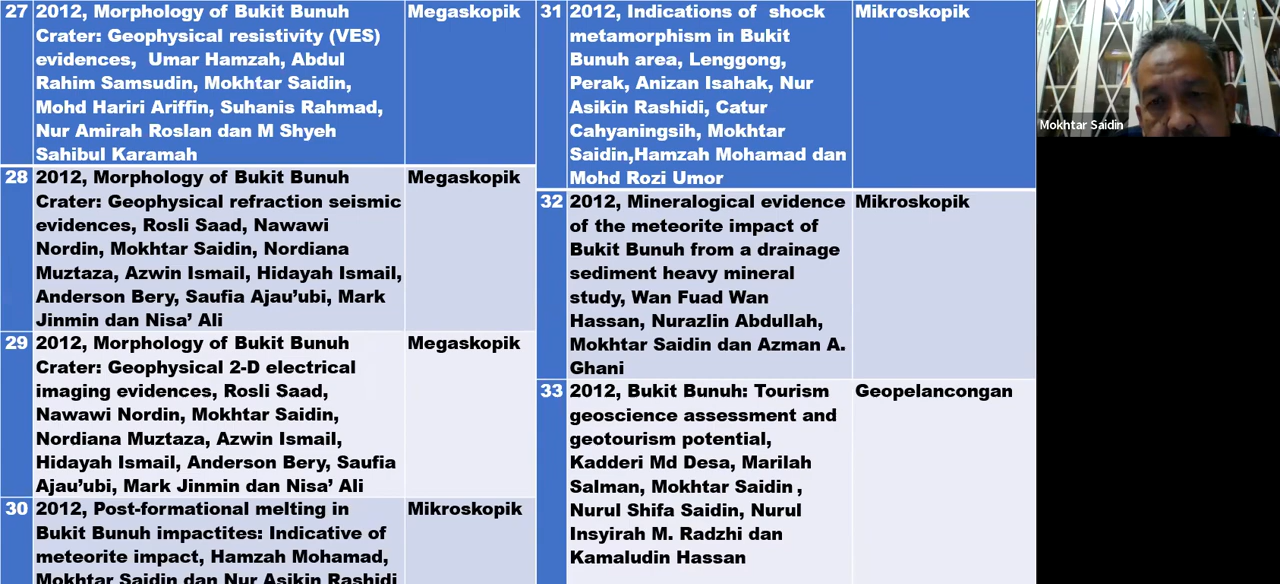 27
2012, Morphology of Bukit Bunuh
Crater: Geophysical resistivity (VES)
evidences, Umar Hamzah, Abdul
Rahim Samsudin, Mokhtar Saidin,
Mohd Hariri Ariffin, Suhanis Rahmad,
Nur Amirah Roslan dan M Shyeh
Sahibul Karamah
Megaskopik
28
2012, Morphology of Bukit Bunuh
Crater: Geophysical refraction seismic
evidences, Rosli Saad, Nawawi
Nordin, Mokhtar Saidin, Nordiana
Muztaza, Azwin Ismail, Hidayah Ismail,
Anderson Bery, Saufia Ajau’ubi, Mark
Jinmin dan Nisa’ Ali
Megaskopik
29
2012, Morphology of Bukit Bunuh
Crater: Geophysical 2-D electrical
imaging evidences, Rosli Saad,
Nawawi Nordin, Mokhtar Saidin,
Nordiana Muztaza, Azwin Ismail,
Hidayah Ismail, Anderson Bery, Saufia
Ajau’ubi, Mark Jinmin dan Nisa’ Ali
Megaskopik
30
2012, Post-formational melting in
Bukit Bunuh impactites: Indicative of
meteorite impact, Hamzah Mohamad,
Mokhtar Saidin dan Nur Asikin Rashidi
Mikroskopik
31
2012, Indications of shock
metamorphism in Bukit
Bunuh area, Lenggong,
Perak, Anizan Isahak, Nur
Asikin Rashidi, Catur
Cahyaningsih, Mokhtar
Saidin,Hamzah Mohamad dan
Mohd Rozi Umor
Mikroskopik
32
2012, Mineralogical evidence
of the meteorite impact of
Bukit Bunuh from a drainage
sediment heavy mineral
study, Wan Fuad Wan
Hassan, Nurazlin Abdullah,
Mokhtar Saidin dan Azman A.
Ghani
Mikroskopik
33
2012, Bukit Bunuh: Tourism
geoscience assessment and
geotourism potential,
Kadderi Md Desa, Marilah
Salman, Mokhtar Saidin ,
Nurul Shifa Saidin, Nurul
Insyirah M. Radzhi dan
Kamaludin Hassan
Geopelancongan
Mokhtar Saidin